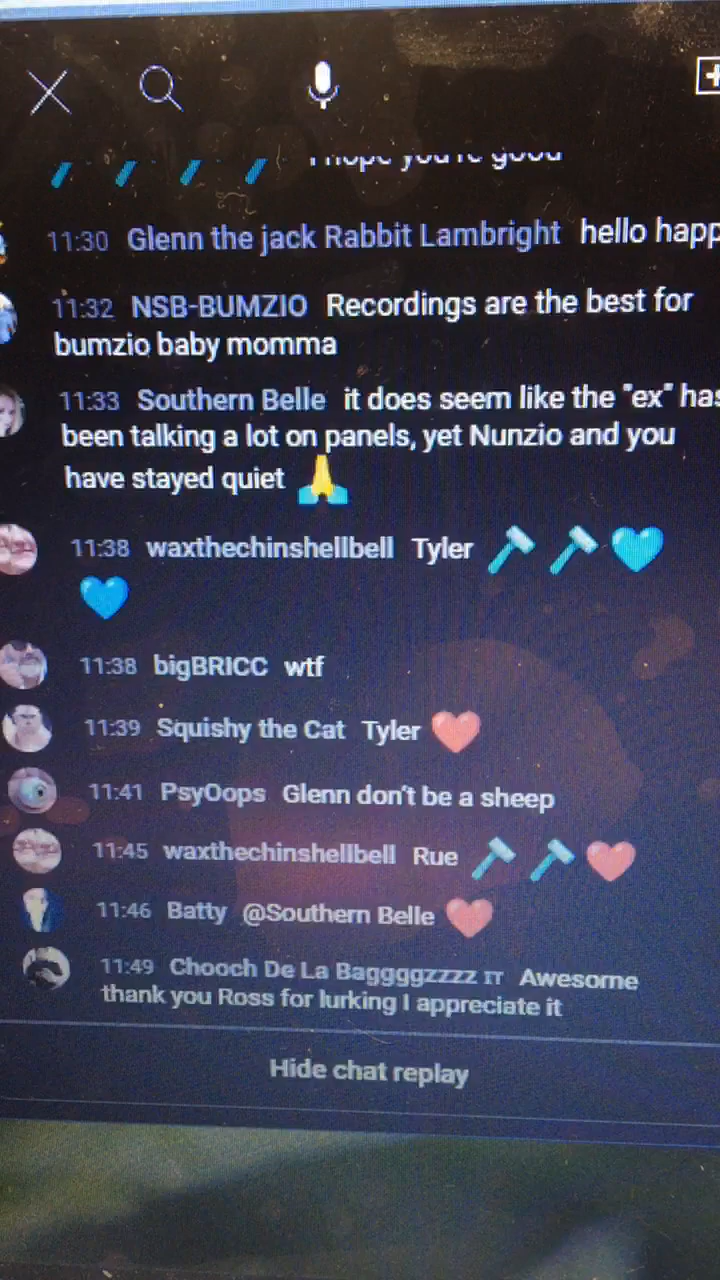 I hope you're good
11:30 Glenn the jack Rabbit Lambright hello
11:32 NSB-BUMZIO Recordings are the best for
bumzio baby momma
11:33 Southern Belle it does seem like the "ex" has
been talking a lot on panels, yet Nunzio and you
have stayed quiet 🙏
11:38 waxthechinshellbell Tyler 🪓🪓🩵
💙
11:38 bigBRICC wtf
11:39 Squishy the Cat Tyler ❤️
11:41 PsyOops Glenn don't be a sheep
11:45 waxthechinshellbell Rue 🪓🪓❤️
11:46 Batty @Southern Belle ❤️
11:49 Chooch De La Baggggzzzz ɪᴛ Awesome
thank you Ross for lurking I appreciate it
Hide chat replay